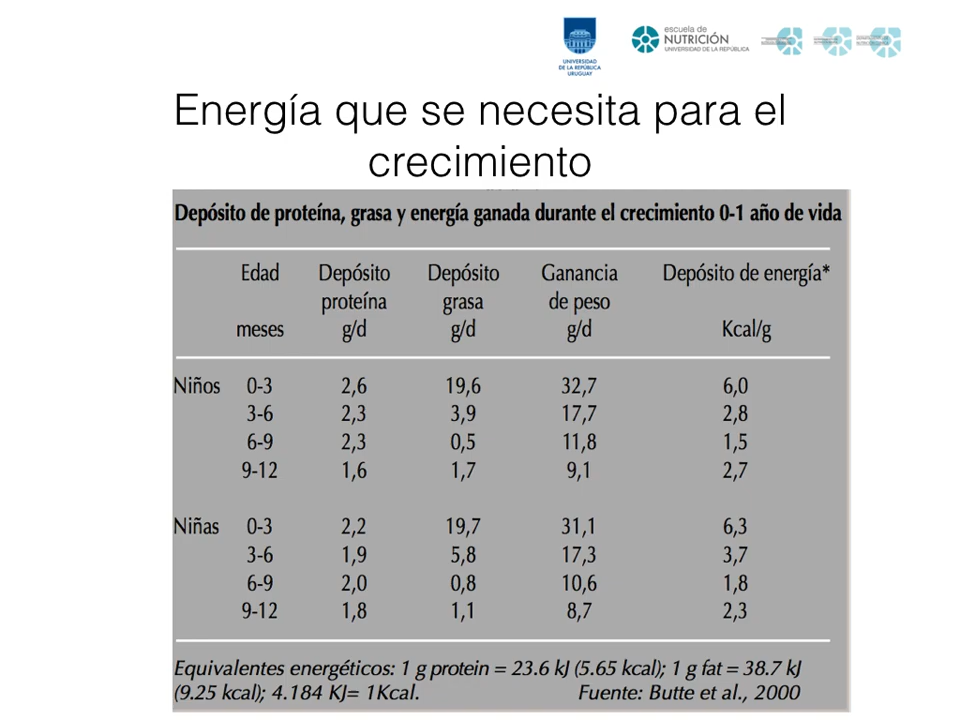 UNIVERSIDAD
DE LA REPÚBLICA
URUGUAY
escuela de
NUTRICIÓN
UNIVERSIDAD DE LA REPÚBLICA
Energía que se necesita para el
crecimiento
Depósito de proteína, grasa y energía ganada durante el crecimiento 0-1 año de vida
Edad Depósito Depósito Ganancia Depósito de energía*
proteína grasa de peso
meses g/d g/d g/d Kcal/g
Niños 0-3 2,6 19,6 32,7 6,0
3-6 2,3 3,9 17,7 2,8
6-9 2,3 0,5 11,8 1,5
9-12 1,6 1,7 9,1 2,7
Niñas 0-3 2,2 19,7 31,1 6,3
3-6 1,9 5,8 17,3 3,7
6-9 2,0 0,8 10,6 1,8
9-12 1,8 1,1 8,7 2,3
Equivalentes energéticos: 1 g protein = 23.6 kJ (5.65 kcal); 1 g fat = 38.7 kJ
(9.25 kcal); 4.184 KJ= 1Kcal. Fuente: Butte et al., 2000